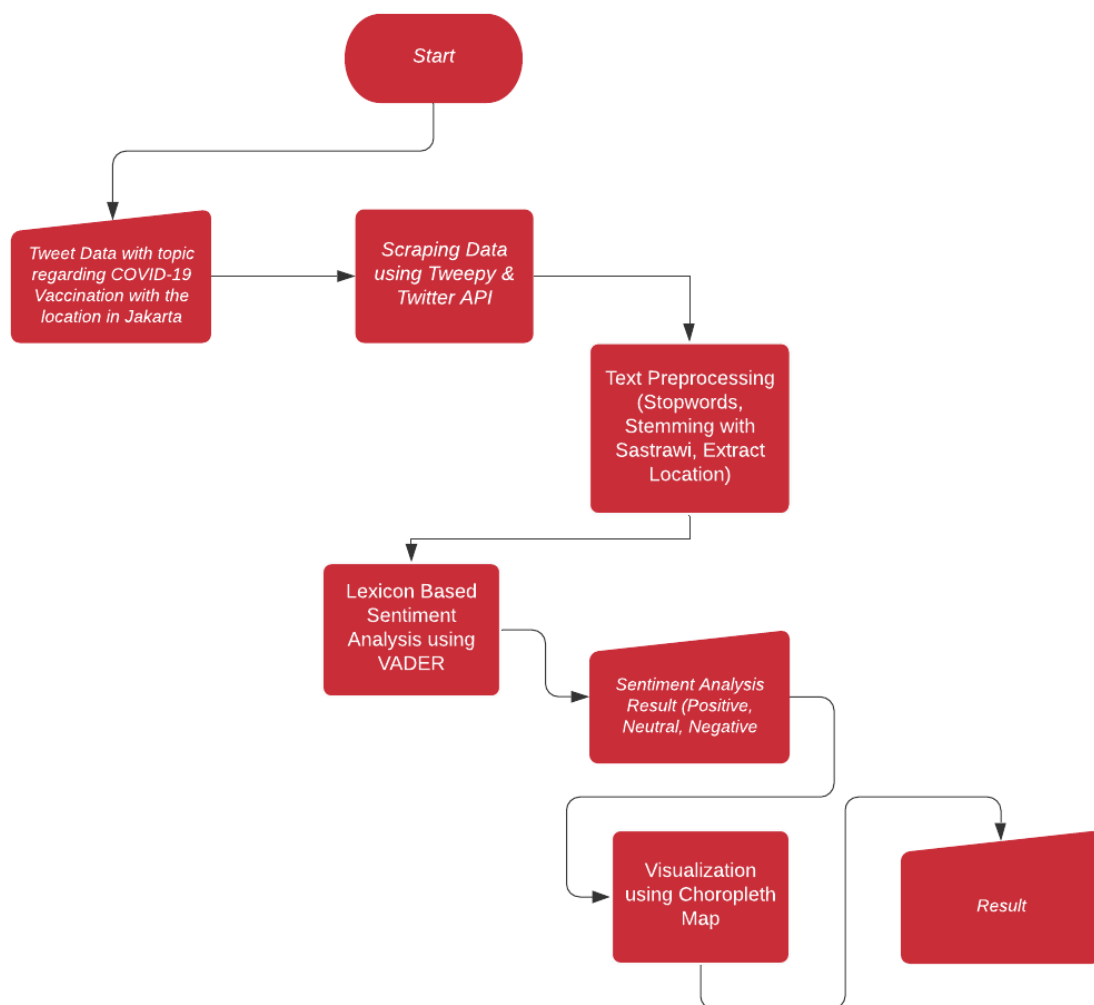 Start
Tweet Data with topic
regarding COVID-19
Vaccination with the
location in Jakarta
Scraping Data
using Tweepy &
Twitter API
Text Preprocessing
(Stopwords,
Stemming with
Sastrawi, Extract
Location)
Lexicon Based
Sentiment
Analysis using
VADER
Sentiment Analysis
Result (Positive,
Neutral, Negative
Visualization
using Choropleth
Map
Result